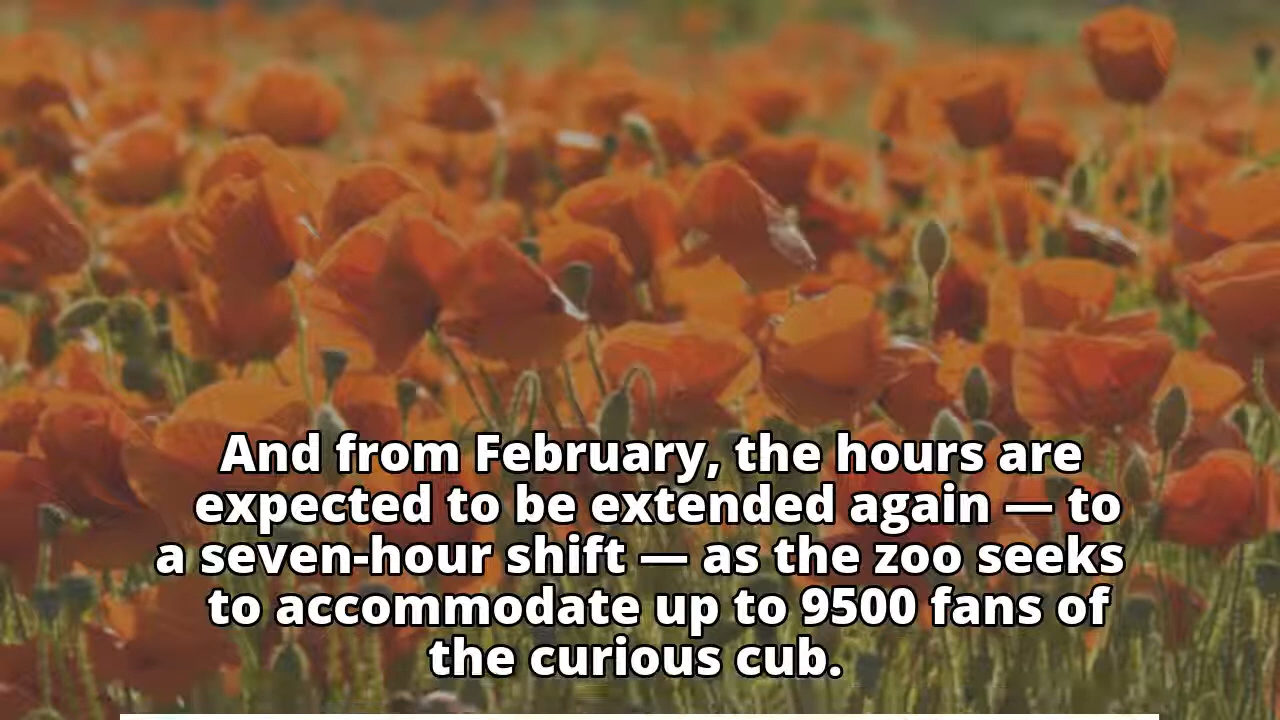 And from February, the hours are
expected to be extended again — to
a seven-hour shift — as the zoo seeks
to accommodate up to 9500 fans of
the curious cub.